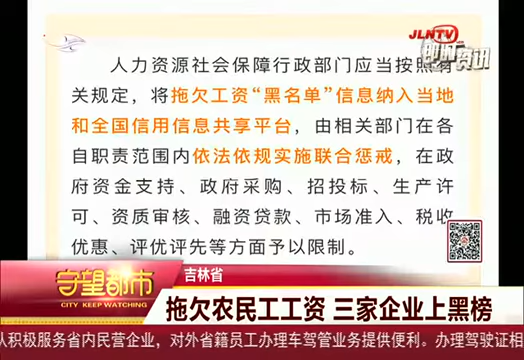 JLNTV
即时资讯
人力资源社会保障行政部门应当按照有
关规定，将拖欠工资“黑名单”信息纳入当地
和全国信用信息共享平台，由相关部门在各
自职责范围内依法依规实施联合惩戒，在政
府资金支持、政府采购、招投标、生产许
可、资质审核、融资贷款、市场准入、税收
优惠、评优评先等方面予以限制。
守望都市
CITY KEEP WATCHING
吉林省
拖欠农民工工资 三家企业上黑榜
从积极服务省内民营企业，对外省籍员工办理车驾管业务提供便利。办理驾驶证相